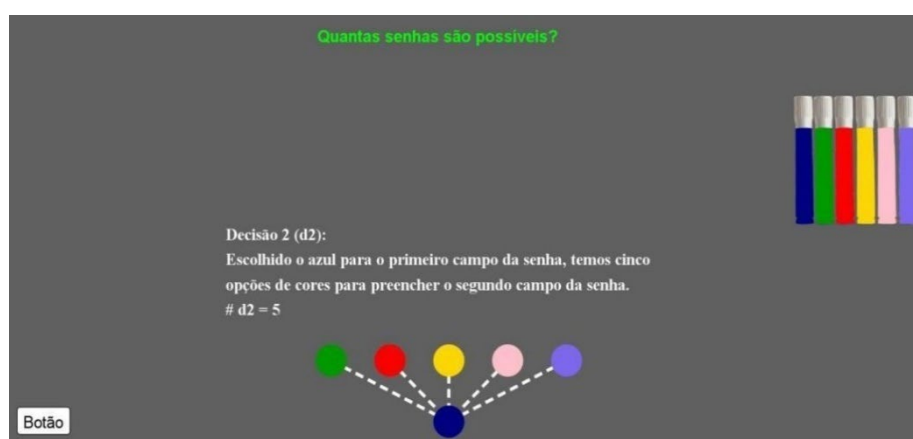 Quantas senhas são possiveis?
Decisão 2 (d2):
Escolhido o azul para o primeiro campo da senha, temos cinco
opções de cores para preencher o segundo campo da senha.
# d2 = 5
Botão